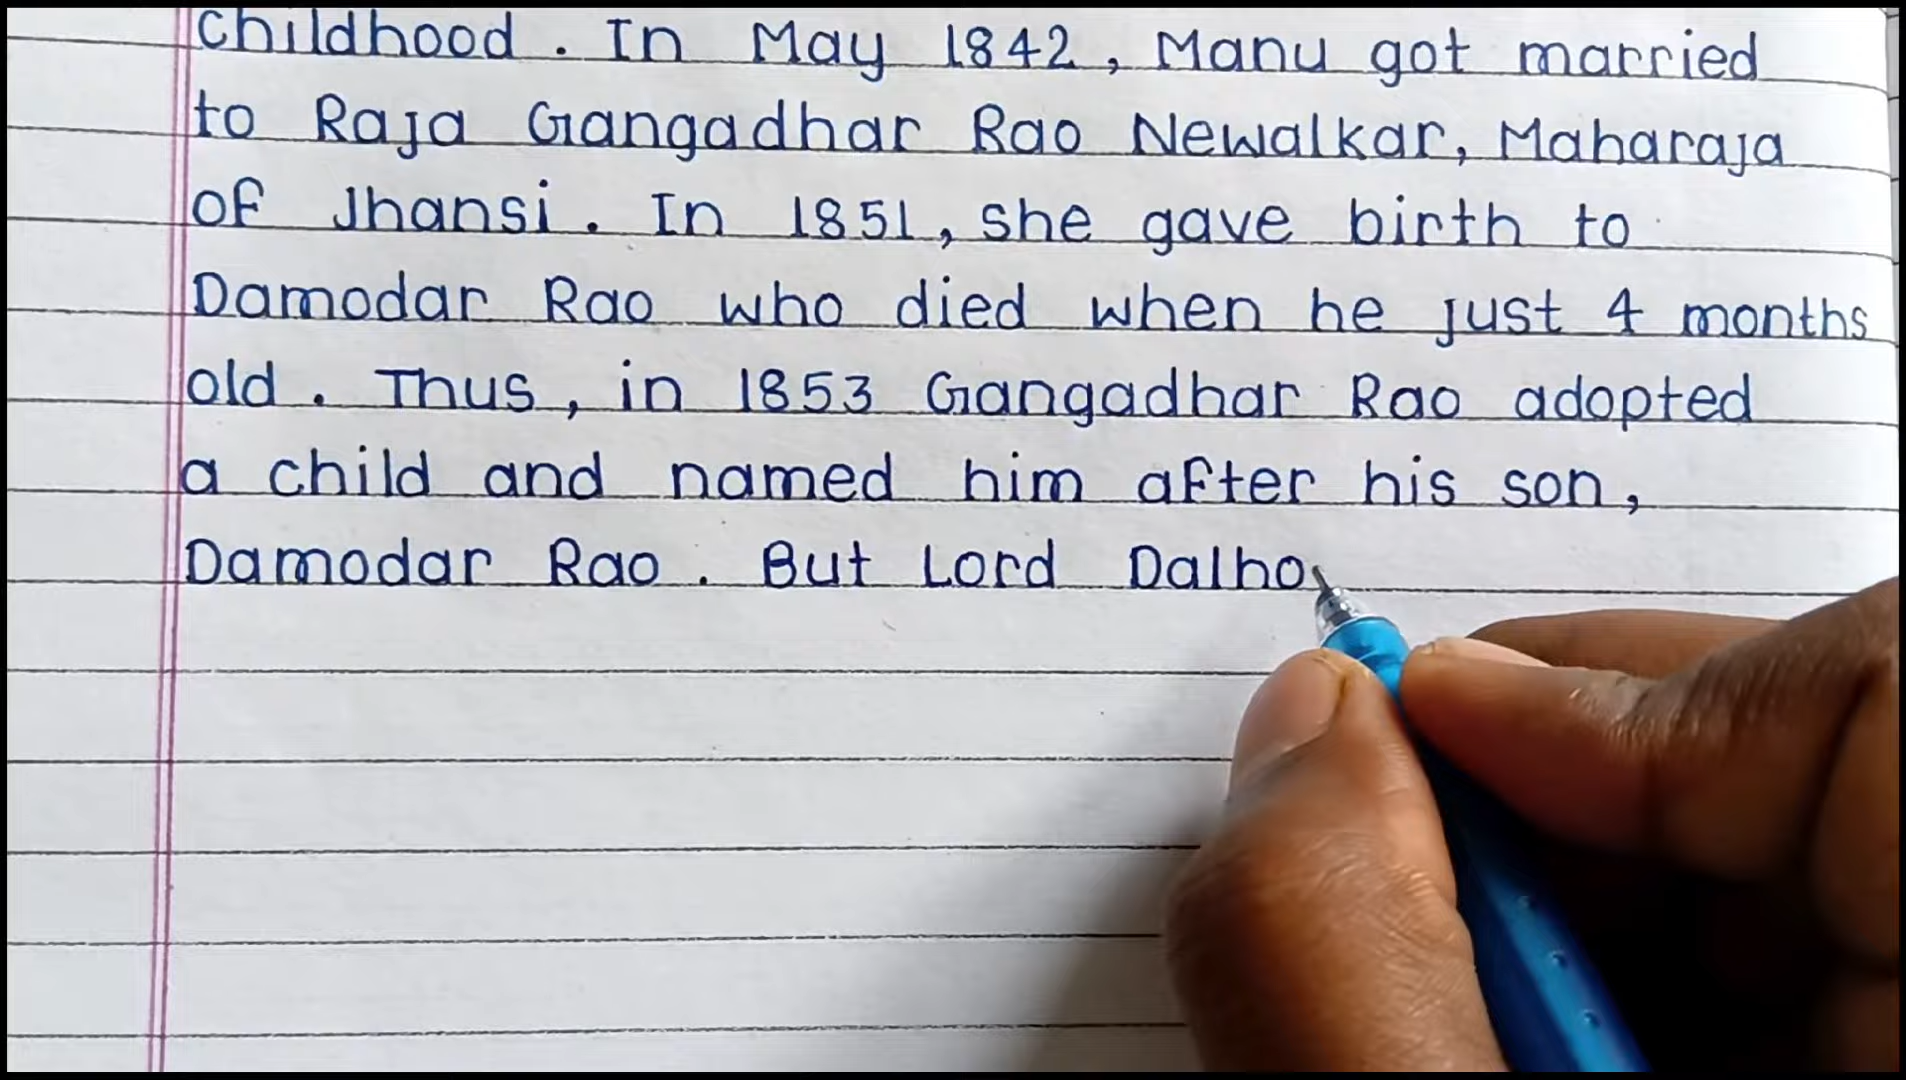 childhood. In May 1842, Manu got married
to Raja Gangadhar Rao Newalkar, Maharaja
of Jhansi. In 1851, she gave birth to
Damodar Rao who died when he just 4 months
old. Thus, in 1853 Gangadhar Rao adopted
a child and named him after his son,
Damodar Rao. But Lord Dalho